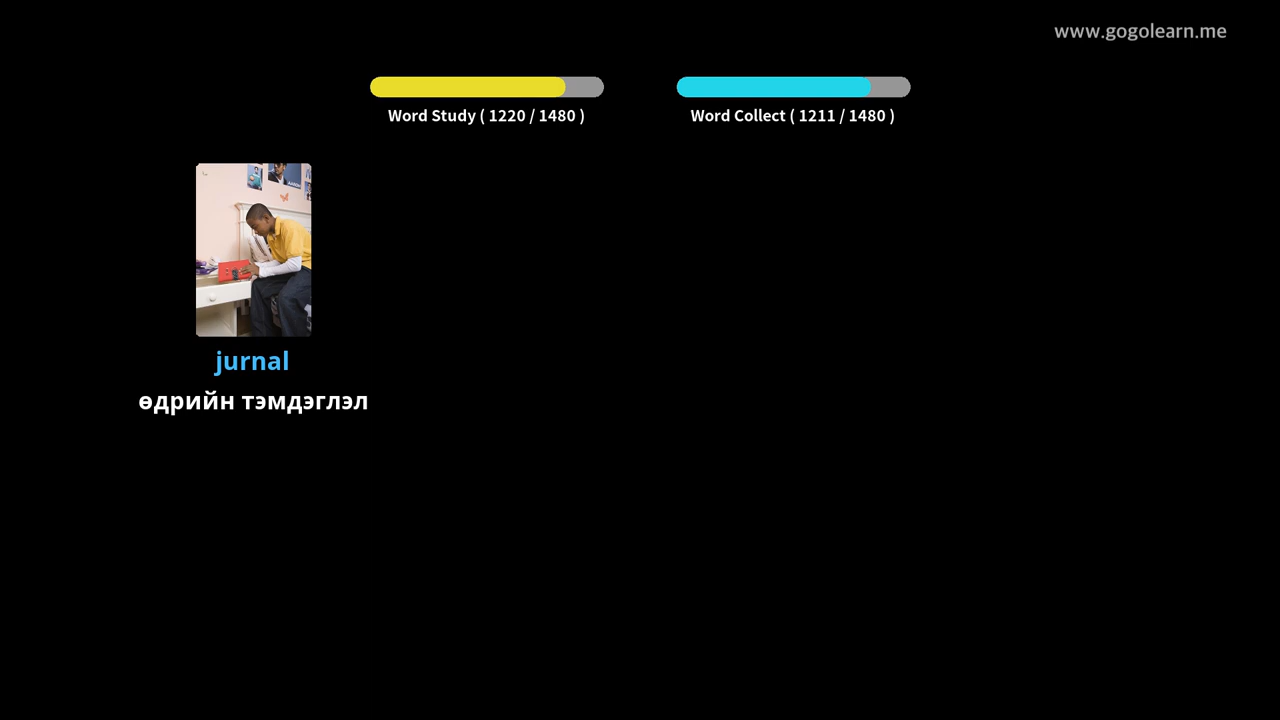 www.gogolearn.me
Word Study ( 1220 / 1480 )
Word Collect ( 1211 / 1480 )
jurnal
өдрийн тэмдэглэл